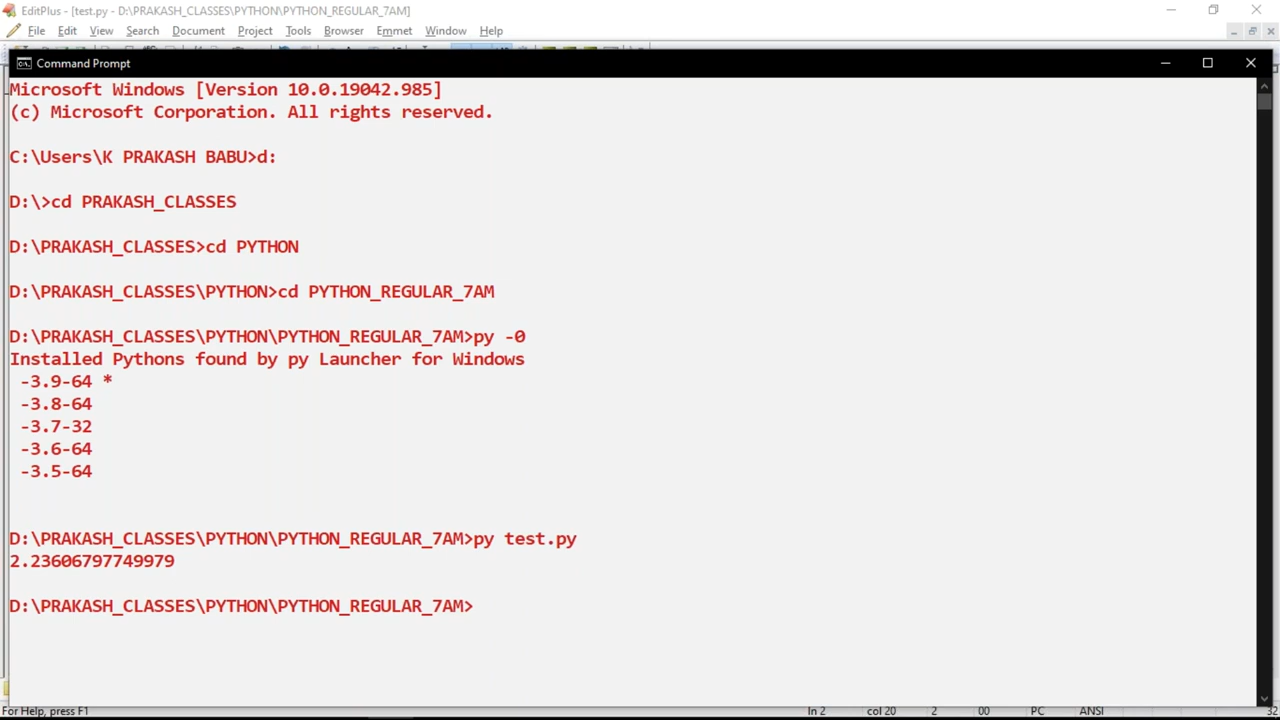 EditPlus - [test.py - D:\PRAKASH_CLASSES\PYTHON\PYTHON_REGULAR_7AM]
File Edit View Search Document Project Tools Browser Emmet Window Help
Command Prompt
Microsoft Windows [Version 10.0.19042.985]
(c) Microsoft Corporation. All rights reserved.
C:\Users\K PRAKASH BABU>d:
D:\>cd PRAKASH_CLASSES
D:\PRAKASH_CLASSES>cd PYTHON
D:\PRAKASH_CLASSES\PYTHON>cd PYTHON_REGULAR_7AM
D:\PRAKASH_CLASSES\PYTHON\PYTHON_REGULAR_7AM>py -0
Installed Pythons found by py Launcher for Windows
-3.9-64 *
-3.8-64
-3.7-32
-3.6-64
-3.5-64
D:\PRAKASH_CLASSES\PYTHON\PYTHON_REGULAR_7AM>py test.py
2.23606797749979
D:\PRAKASH_CLASSES\PYTHON\PYTHON_REGULAR_7AM>
For Help, press F1 ln 2 col 20 2 00 PC ANSI 32